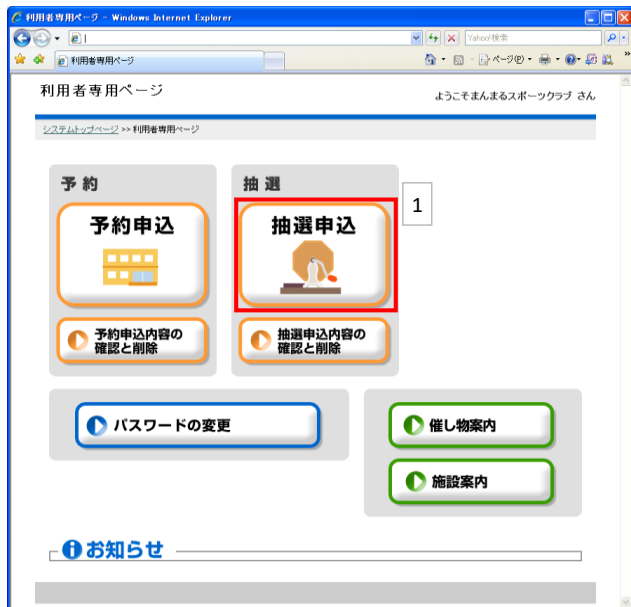 利用者専用ページ - Windows Internet Explorer
Yahoo!検索
利用者専用ページ
ページ(P)
利用者専用ページ
ようこそまんまるスポーツクラブ さん
システムトップページ >> 利用者専用ページ
予約
抽選
1
予約申込
抽選申込
予約申込内容の
確認と削除
抽選申込内容の
確認と削除
パスワードの変更
催し物案内
施設案内
お知らせ